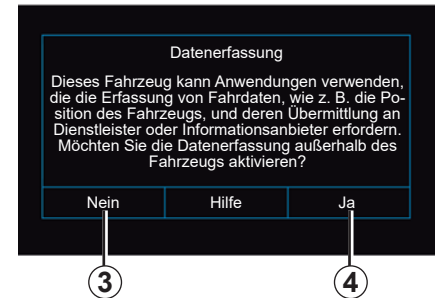 Datenerfassung
Dieses Fahrzeug kann Anwendungen verwenden,
die die Erfassung von Fahrdaten, wie z. B. die Po-
sition des Fahrzeugs, und deren Übermittlung an
Dienstleister oder Informationsanbieter erfordern.
Möchten Sie die Datenerfassung außerhalb des
Fahrzeugs aktivieren?
Nein Hilfe Ja
3 4